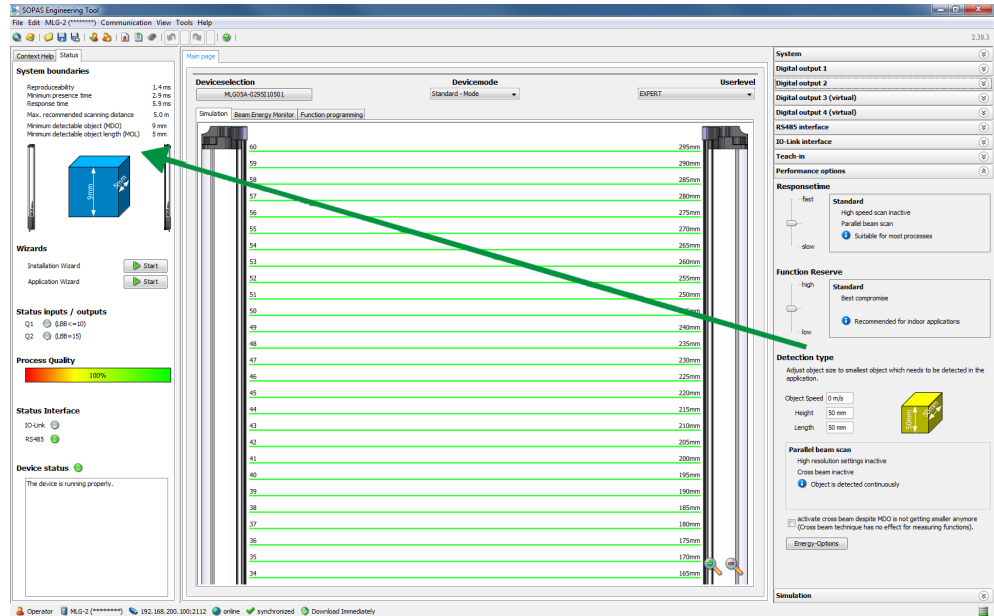 SOPAS Engineering Tool
File Edit MLG-2 (********) Communication View Tools Help
2.38.3
Context Help Status
System boundaries
Reproduceability 1.4 ms
Minimum presence time 2.9 ms
Response time 5.9 ms
Max. recommended scanning distance 5.0 m
Minimum detectable object (MDO) 9 mm
Minimum detectable object length (MOL) 5 mm
9mm
5mm
Wizards
Installation Wizard Start
Application Wizard Start
Status inputs / outputs
Q1 (LBB<=10)
Q2 (LBB=15)
Process Quality
100%
Status Interface
IO-Link
RS485
Device status
The device is running properly.
Main page
Deviceselection Devicemode Userlevel
MLG05A-0295I10501 Standard - Mode EXPERT
Simulation Beam Energy Monitor Function programming
60 295mm
59 290mm
58 285mm
57 280mm
56 275mm
55 270mm
54 265mm
53 260mm
52 255mm
51 250mm
50
49 240mm
48 235mm
47 230mm
46 225mm
45 220mm
44 215mm
43 210mm
42 205mm
41 200mm
40 195mm
39 190mm
38 185mm
37 180mm
36 175mm
35 170mm
34 165mm
System
Digital output 1
Digital output 2
Digital output 3 (virtual)
Digital output 4 (virtual)
RS485 interface
IO-Link interface
Teach-in
Performance options
Responsetime
fast
slow
Standard
High speed scan inactive
Parallel beam scan
Suitable for most processes
Function Reserve
high
low
Standard
Best compromise
Recommended for indoor applications
Detection type
Adjust object size to smallest object which needs to be detected in the
application.
Object Speed 0 m/s
Height 50 mm
Length 50 mm
50mm
50mm
Parallel beam scan
High resolution settings inactive
Cross beam inactive
Object is detected continuously
activate cross beam despite MDO is not getting smaller anymore
(Cross beam technique has no effect for measuring functions).
Energy-Options
Simulation
Operator MLG-2 (********) 192.168.200.100:2112 online synchronized Download Immediately